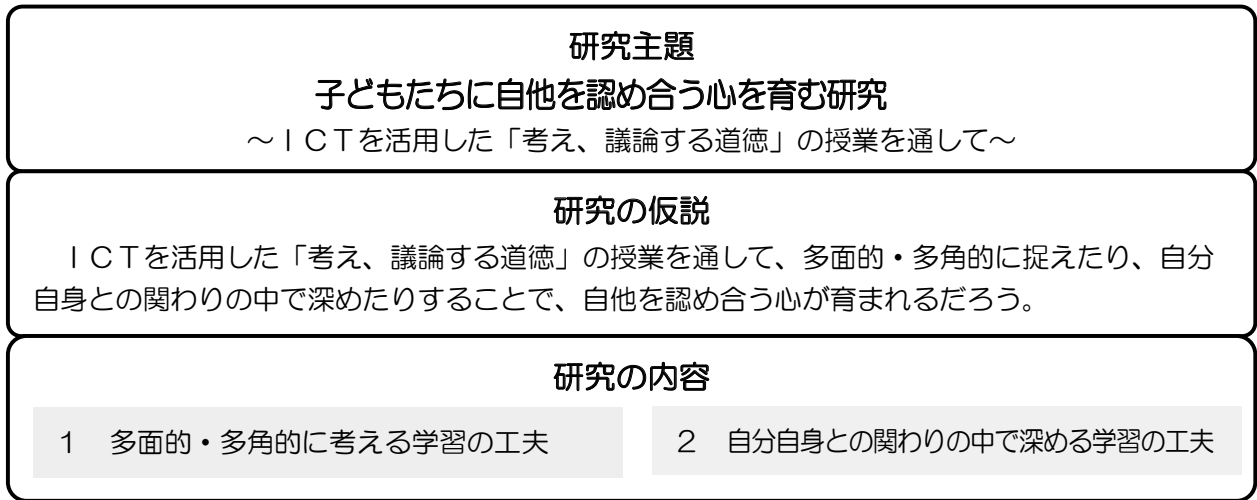 研究主題
子どもたちに自他を認め合う心を育む研究
～ＩＣＴを活用した「考え、議論する道徳」の授業を通して～
研究の仮説
　ＩＣＴを活用した「考え、議論する道徳」の授業を通して、多面的・多角的に捉えたり、自分
自身との関わりの中で深めたりすることで、自他を認め合う心が育まれるだろう。
研究の内容
１　多面的・多角的に考える学習の工夫
２　自分自身との関わりの中で深める学習の工夫